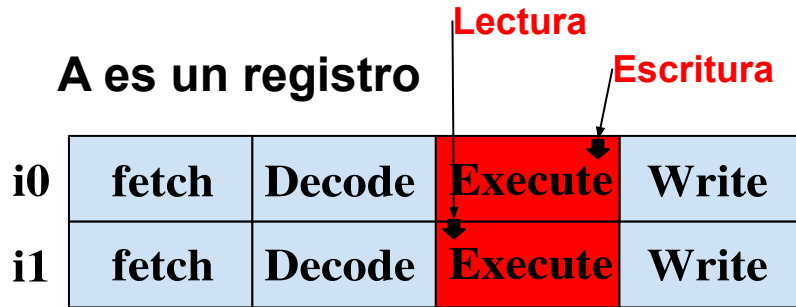 Lectura
A es un registro
Escritura
i0 fetch Decode Execute Write
i1 fetch Decode Execute Write